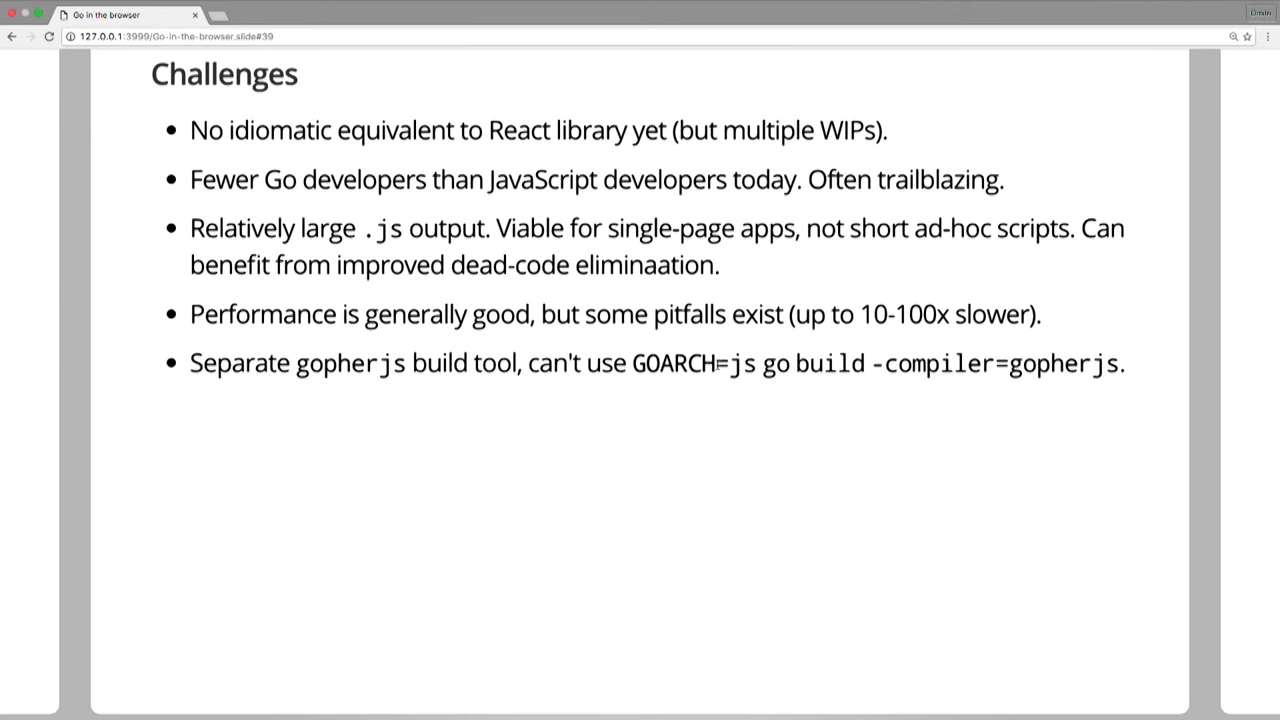 Go in the browser
Dmitri
127.0.0.1:3999/Go-in-the-browser.slide#39
Challenges
• No idiomatic equivalent to React library yet (but multiple WIPs).
• Fewer Go developers than JavaScript developers today. Often trailblazing.
• Relatively large .js output. Viable for single-page apps, not short ad-hoc scripts. Can
benefit from improved dead-code eliminaation.
• Performance is generally good, but some pitfalls exist (up to 10-100x slower).
• Separate gopherjs build tool, can't use GOARCH=js go build -compiler=gopherjs.